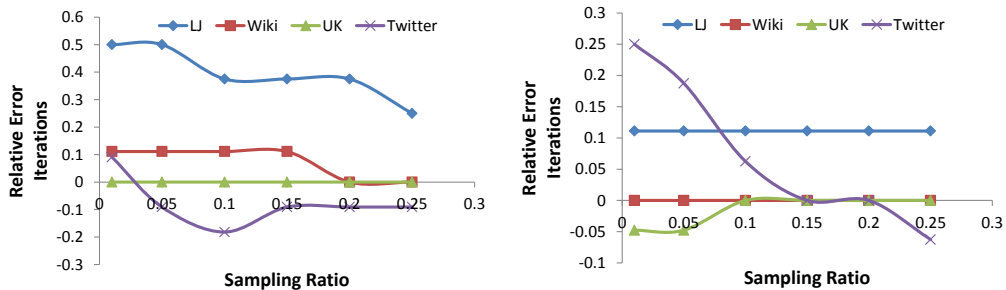 LJ Wiki UK Twitter
0.6
0.5
0.4
0.3
0.2
0.1
0
-0.1
-0.2
-0.3
0 0.05 0.1 0.15 0.2 0.25 0.3
Relative Error
Iterations
Sampling Ratio
LJ Wiki UK Twitter
0.3
0.25
0.2
0.15
0.1
0.05
0
-0.05
-0.1
0 0.05 0.1 0.15 0.2 0.25 0.3
Relative Error
Iterations
Sampling Ratio